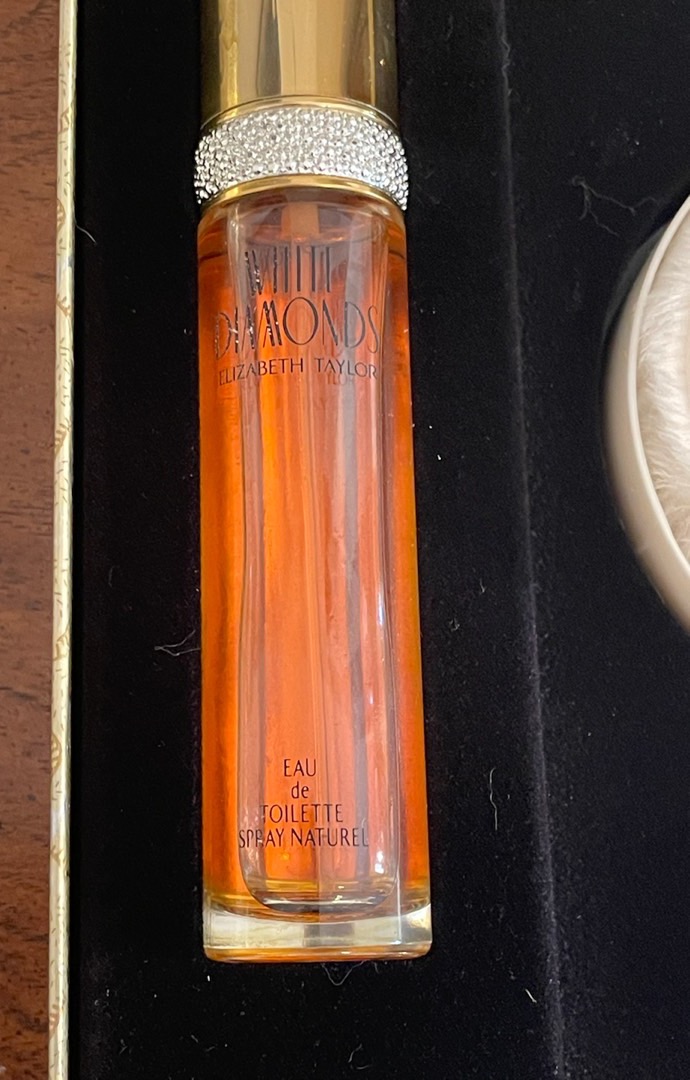 WHITE
DIAMONDS
ELIZABETH TAYLOR
EAU
de
TOILETTE
SPRAY NATUREL